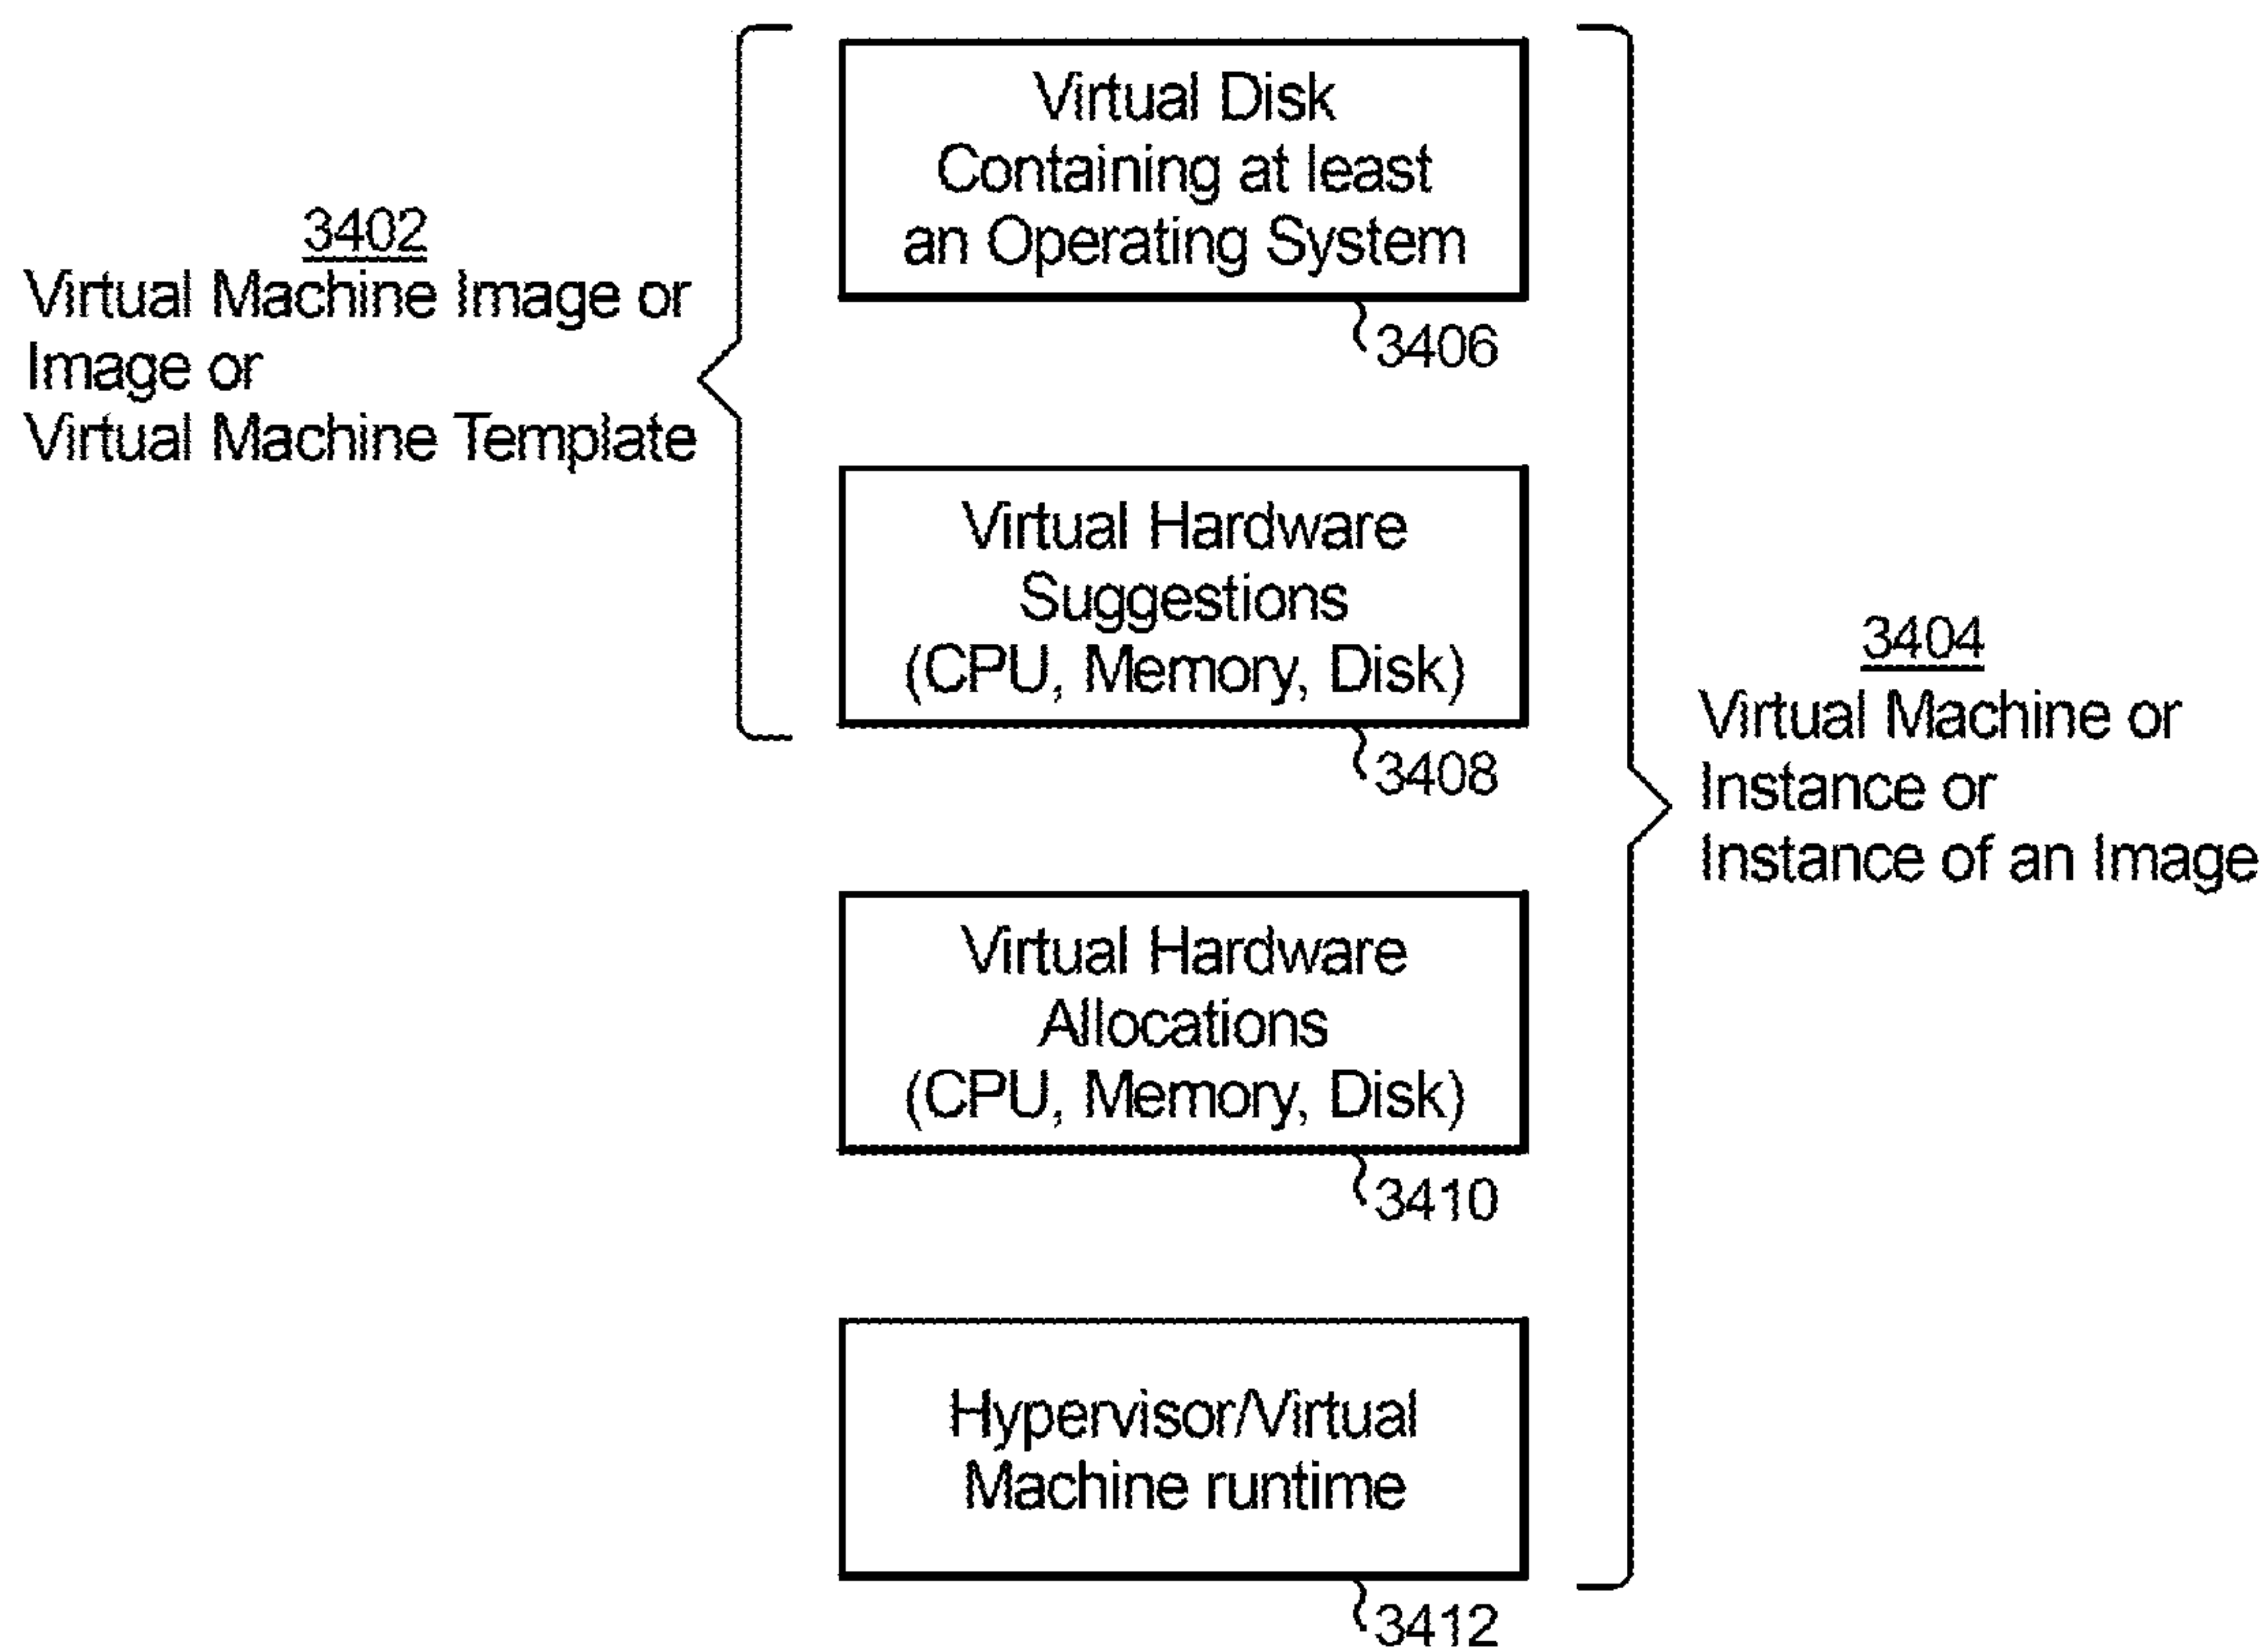 3402
Virtual Machine Image or
Image or
Virtual Machine Template
Virtual Disk
Containing at least
an Operating System
3406
Virtual Hardware
Suggestions
(CPU, Memory, Disk)
3408
Virtual Hardware
Allocations
(CPU, Memory, Disk)
3410
Hypervisor/Virtual
Machine runtime
3412
3404
Virtual Machine or
Instance or
Instance of an Image